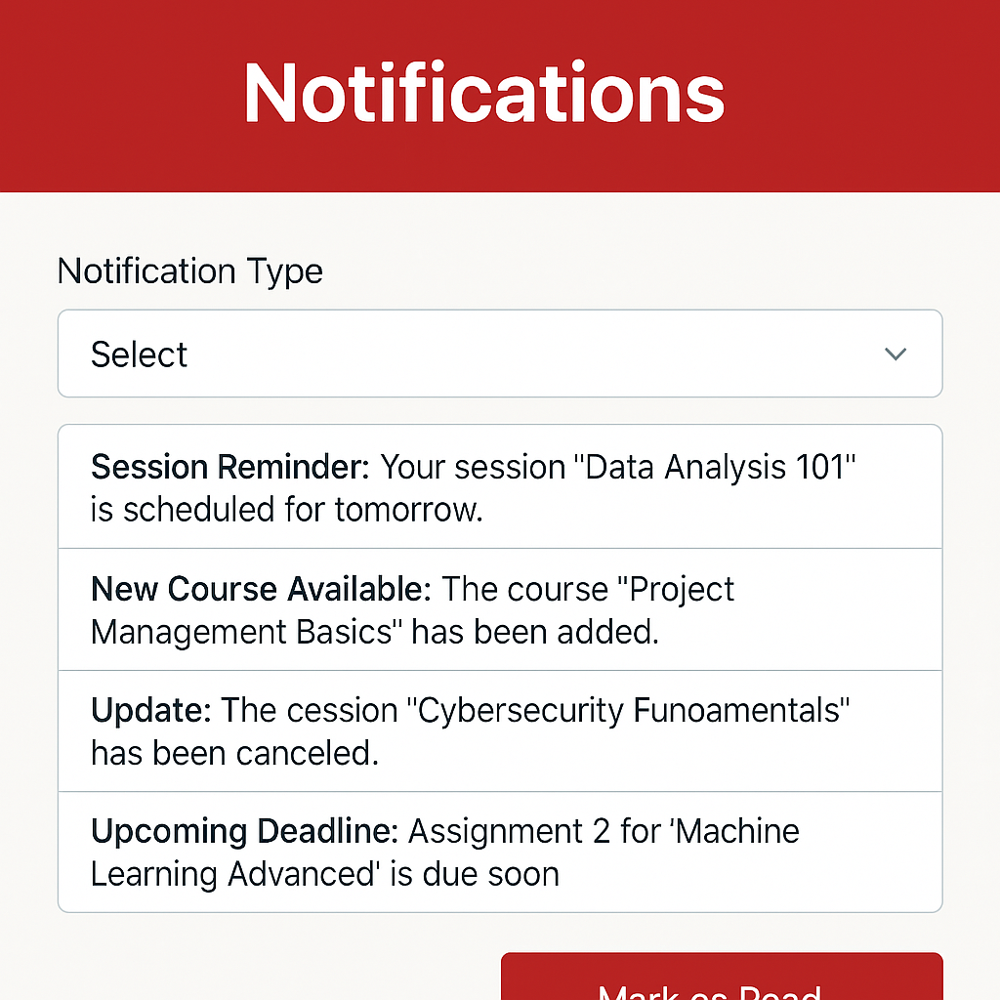 Notifications
Notification Type
Select
Session Reminder: Your session "Data Analysis 101"
is scheduled for tomorrow.
New Course Available: The course "Project
Management Basics" has been added.
Update: The cession "Cybersecurity Funoamentals"
has been canceled.
Upcoming Deadline: Assignment 2 for 'Machine
Learning Advanced' is due soon
Mark os Read